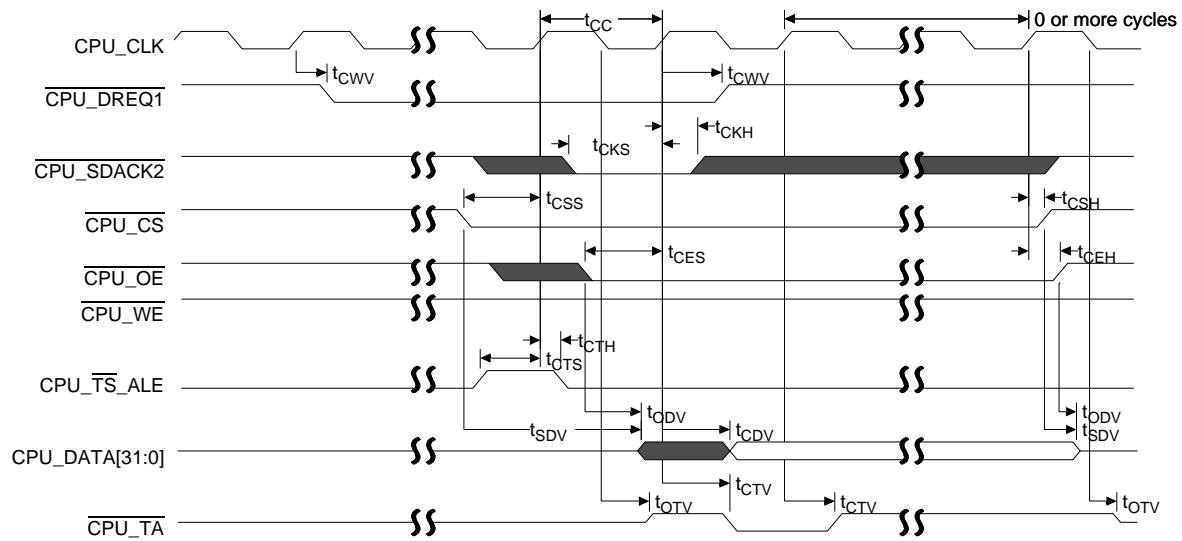 tCC
0 or more cycles
CPU_CLK
tCWV
tCWV
CPU_DREQ1
tCKH
tCKS
CPU_SDACK2
tCSS
tCSH
CPU_CS
tCES
tCEH
CPU_OE
CPU_WE
tCTH
tCTS
CPU_TS_ALE
tODV
tODV
tSDV
tCDV
tSDV
CPU_DATA[31:0]
tCTV
tOTV
tCTV
tOTV
CPU_TA